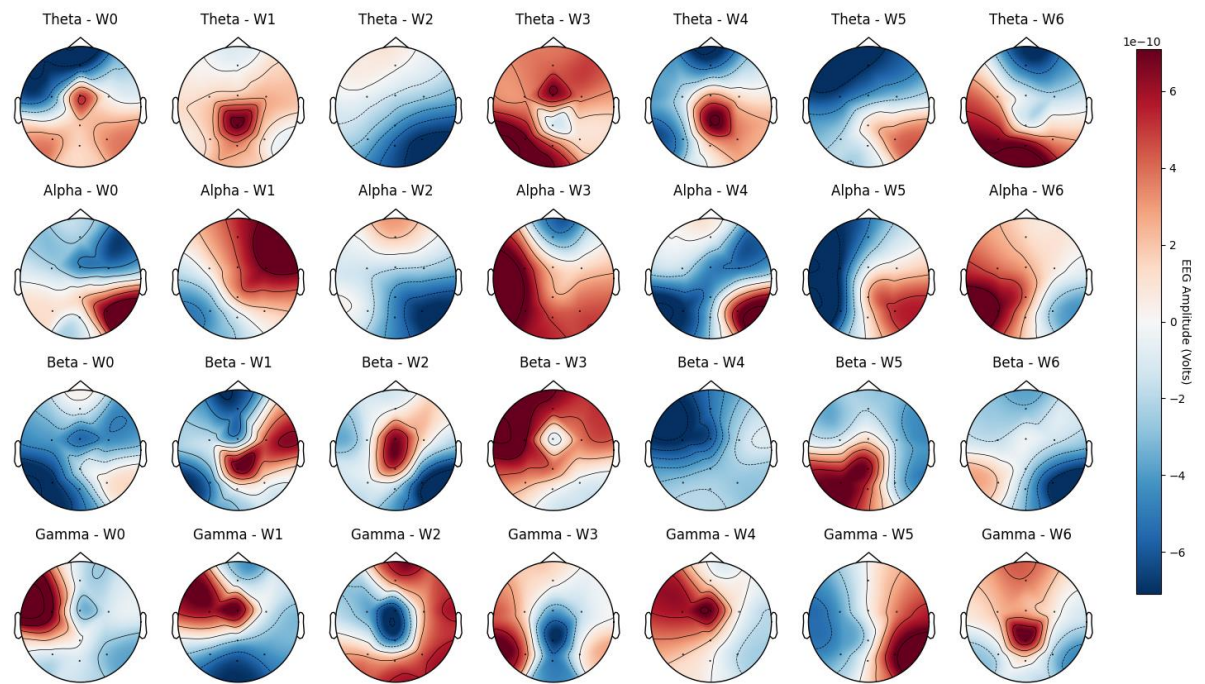 Theta - W0 Theta - W1 Theta - W2 Theta - W3 Theta - W4 Theta - W5 Theta - W6
1e−10
6
4
Alpha - W0 Alpha - W1 Alpha - W2 Alpha - W3 Alpha - W4 Alpha - W5 Alpha - W6
2
0
EEG Amplitude (Volts)
Beta - W0 Beta - W1 Beta - W2 Beta - W3 Beta - W4 Beta - W5 Beta - W6
−2
−4
Gamma - W0 Gamma - W1 Gamma - W2 Gamma - W3 Gamma - W4 Gamma - W5 Gamma - W6
−6